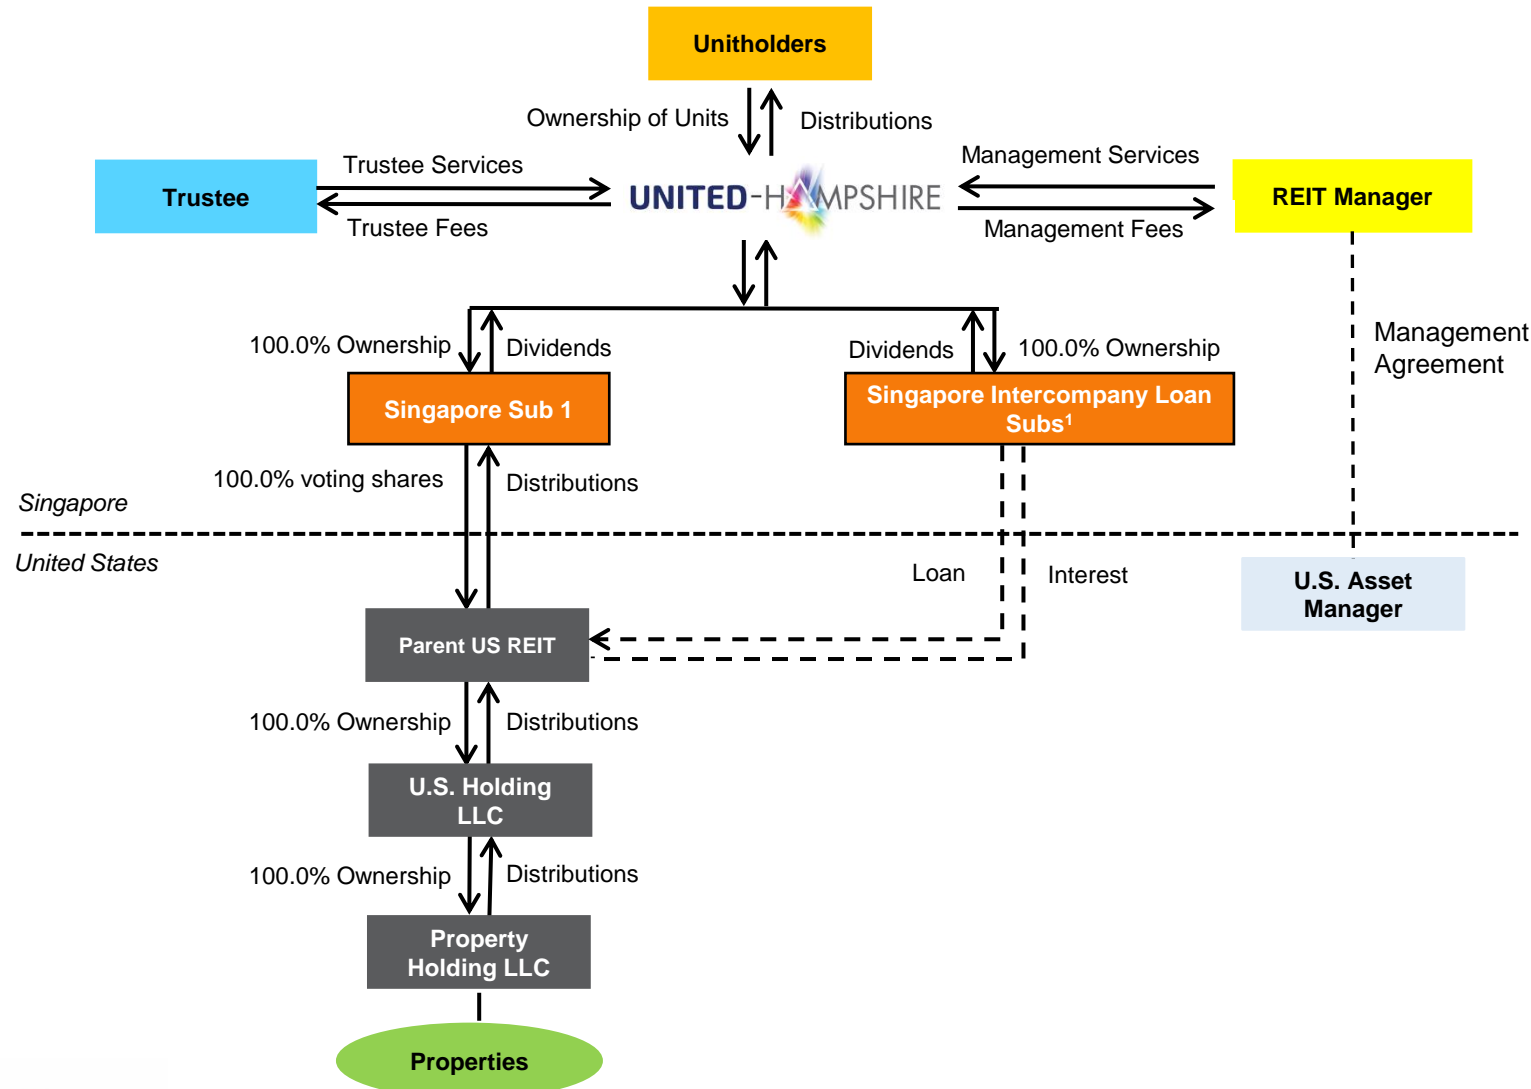 Unitholders
Ownership of Units
Distributions
Trustee
Trustee Services
Trustee Fees
UNITED-HAMPSHIRE
Management Services
Management Fees
REIT Manager
100.0% Ownership
Dividends
Dividends
100.0% Ownership
Management
Agreement
Singapore Sub 1
Singapore Intercompany Loan
Subs¹
100.0% voting shares
Distributions
Singapore
United States
Loan
Interest
U.S. Asset
Manager
Parent US REIT
100.0% Ownership
Distributions
U.S. Holding
LLC
100.0% Ownership
Distributions
Property
Holding LLC
Properties